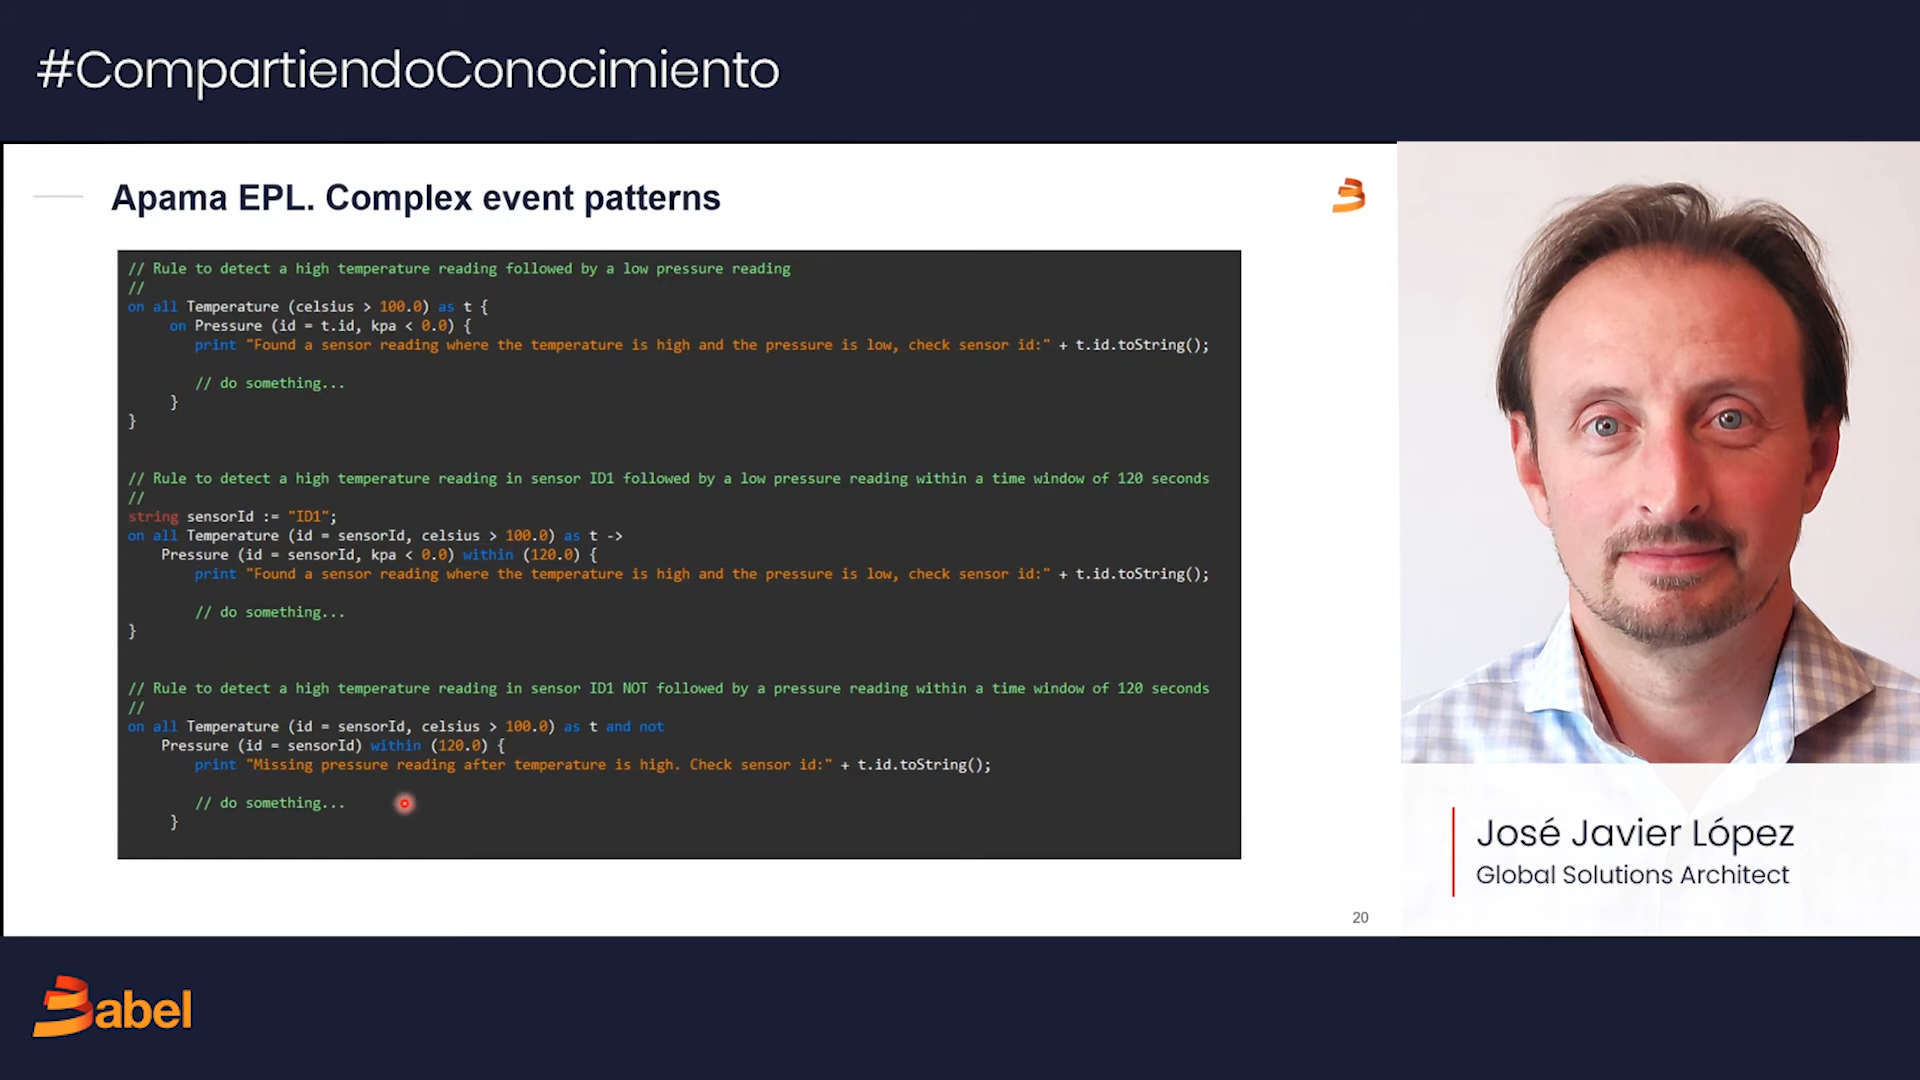 #CompartiendoConocimiento
Apama EPL. Complex event patterns
// Rule to detect a high temperature reading followed by a low pressure reading
//
on all Temperature (celsius > 100.0) as t {
on Pressure (id = t.id, kpa < 0.0) {
print "Found a sensor reading where the temperature is high and the pressure is low, check sensor id:" + t.id.toString();
// do something...
}
}
// Rule to detect a high temperature reading in sensor ID1 followed by a low pressure reading within a time window of 120 seconds
//
string sensorId := "ID1";
on all Temperature (id = sensorId, celsius > 100.0) as t ->
Pressure (id = sensorId, kpa < 0.0) within (120.0) {
print "Found a sensor reading where the temperature is high and the pressure is low, check sensor id:" + t.id.toString();
// do something...
}
// Rule to detect a high temperature reading in sensor ID1 NOT followed by a pressure reading within a time window of 120 seconds
//
on all Temperature (id = sensorId, celsius > 100.0) as t and not
Pressure (id = sensorId) within (120.0) {
print "Missing pressure reading after temperature is high. Check sensor id:" + t.id.toString();
// do something...
}
20
José Javier López
Global Solutions Architect
Babel